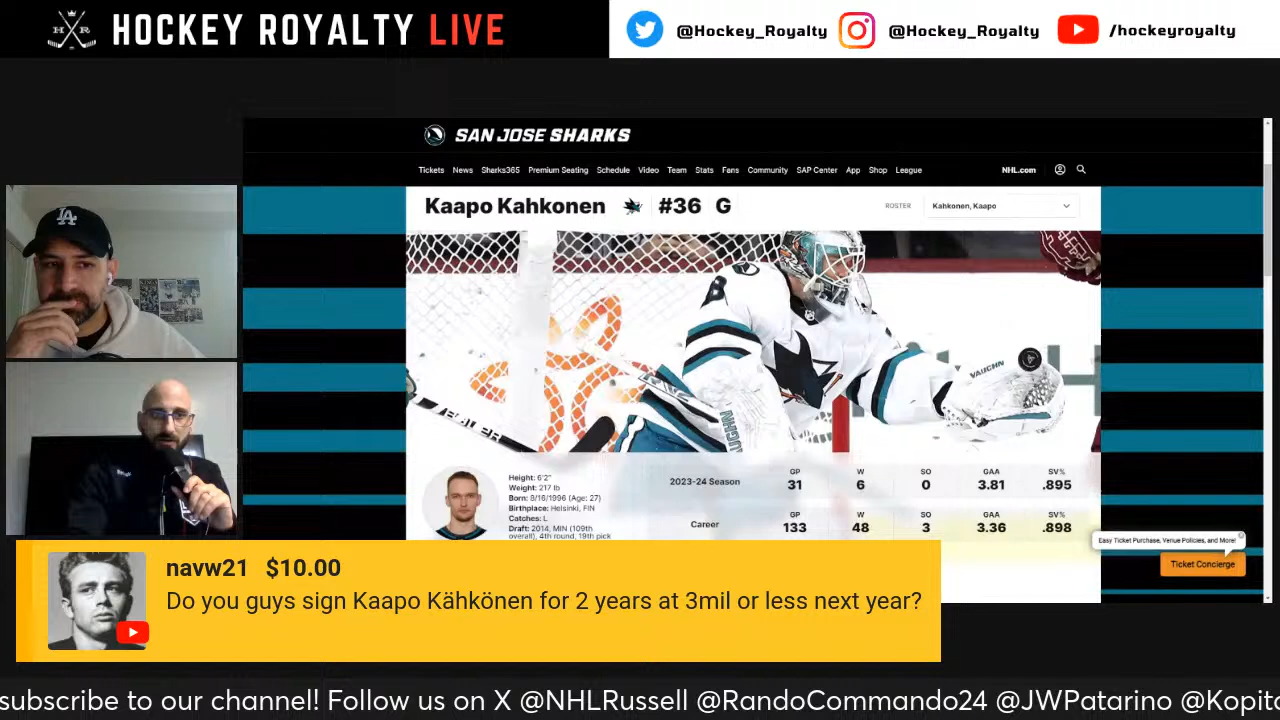 HOCKEY ROYALTY LIVE
@Hockey_Royalty @Hockey_Royalty /hockeyroyalty
SAN JOSE SHARKS
Tickets News Sharks365 Premium Seating Schedule Video Team Stats Fans Community SAP Center App Shop League NHL.com
Kaapo Kahkonen #36 G ROSTER Kahkonen, Kaapo
VAUGHN
BAUER
VAUGHN
Height: 6'2"
Weight: 217 lb
Born: 8/16/1996 (Age: 27)
Birthplace: Helsinki, FIN
Catches: L
Draft: 2014, MIN (109th
overall), 4th round, 19th pick
GP W SO GAA SV%
2023-24 Season 31 6 0 3.81 .895
GP W SO GAA SV%
Career 133 48 3 3.36 .898
Easy Ticket Purchase, Venue Policies, and More!
Ticket Concierge
navw21 $10.00
Do you guys sign Kaapo Kähkönen for 2 years at 3mil or less next year?
subscribe to our channel! Follow us on X @NHLRussell @RandoCommando24 @JWPatarino @Kopita